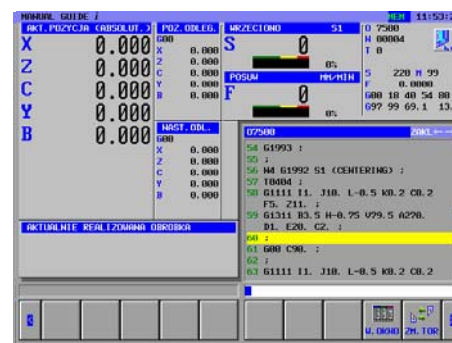 MANUAL GUIDE i
MEM 11:53:
AKT.POZYCJA (ABSOLUT.)
X 0.000
Z 0.000
C 0.000
Y 0.000
B 0.000
POZ.ODLEG.
G00
X 0.000
Z 0.000
C 0.000
Y 0.000
B 0.000
NAST.ODL.
G00
X 0.000
Z 0.000
C 0.000
Y 0.000
B 0.000
WRZECIONO S1
S 0
0%
POSUW MM/MIN
F 0
0%
O 7500
N 00004
T 0
S 220 M 99
F 0.0000
G00 18 40 54 80
G97 99 69.1 13.
AKTUALNIE REALIZOWANA OBROBKA
O7500
54 G1993 ;
55 ;
56 M4 G1992 S1 (CENTERING) ;
57 T0404 ;
58 G1111 I1. J10. L-0.5 K0.2 C0.2
F5. Z11. ;
59 G1311 B3.5 H-0.75 V79.5 A270.
D1. E20. C2. ;
60 ;
61 G00 C90. ;
62 ;
63 G1111 I1. J10. L-0.5 K0.2 C0.2
W.OKNO
ZM.TOR